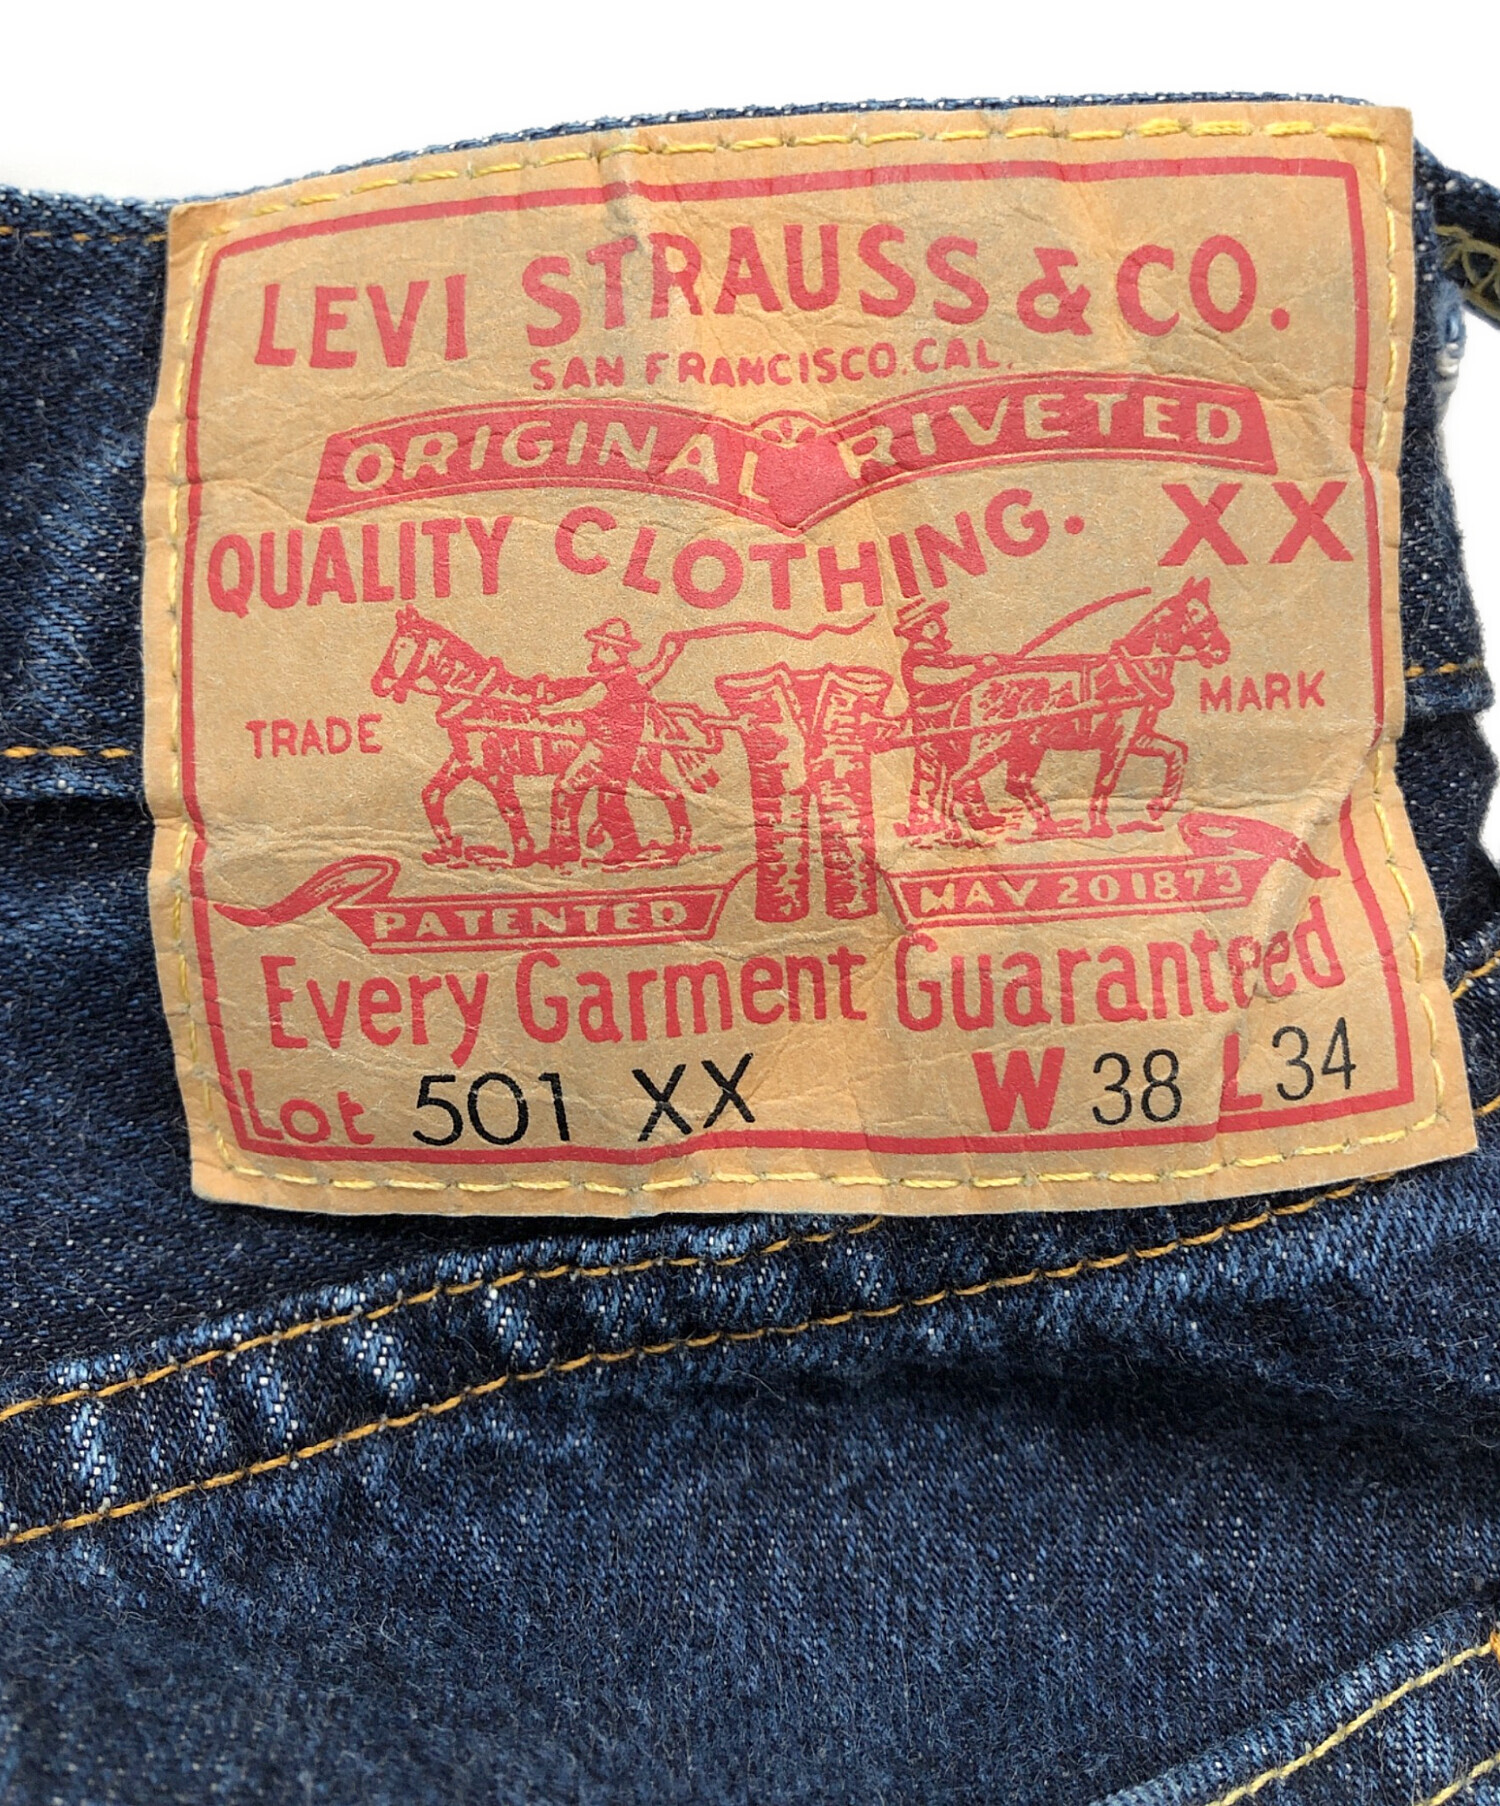 LEVI STRAUSS & CO.
SAN FRANCISCO.CAL.
ORIGINAL RIVETED
QUALITY CLOTHING. XX
TRADE MARK
PATENTED MAY 20 1873
Every Garment Guaranteed
Lot 501 XX W 38 L 34